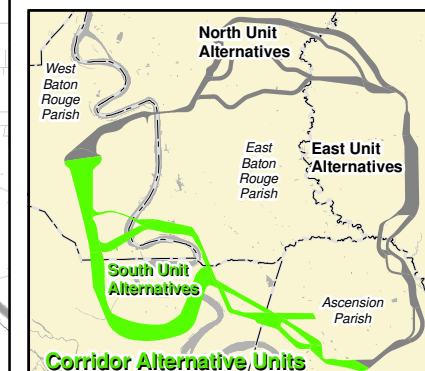 North Unit
Alternatives
West
Baton
Rouge
Parish
East
Baton
Rouge
Parish
East Unit
Alternatives
South Unit
Alternatives
Ascension
Parish
Corridor Alternative Units